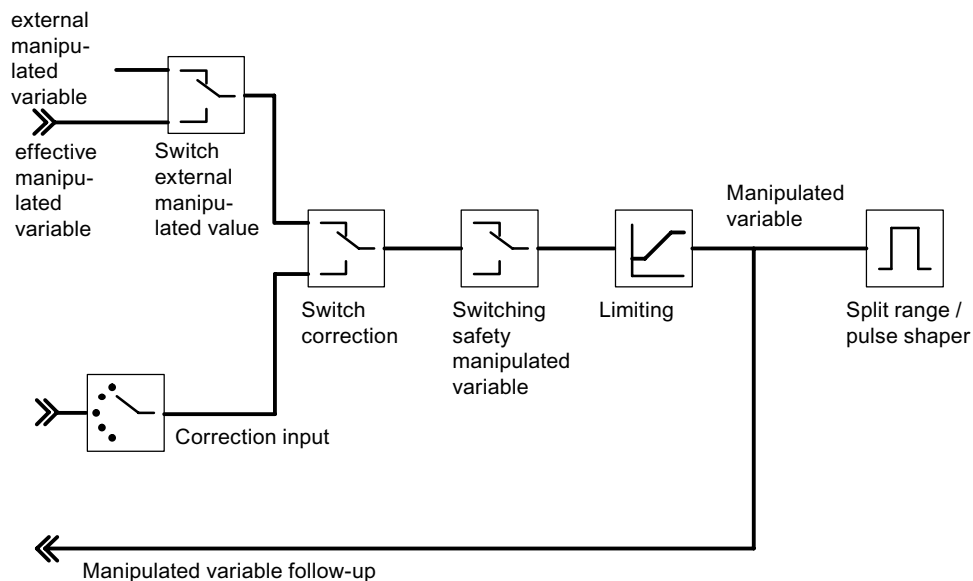 external
manipu-
lated
variable
effective
manipu-
lated
variable
Switch
external
manipu-
lated value
Switch
correction
Switching
safety
manipulated
variable
Limiting
Manipulated
variable
Split range /
pulse shaper
Correction input
Manipulated variable follow-up